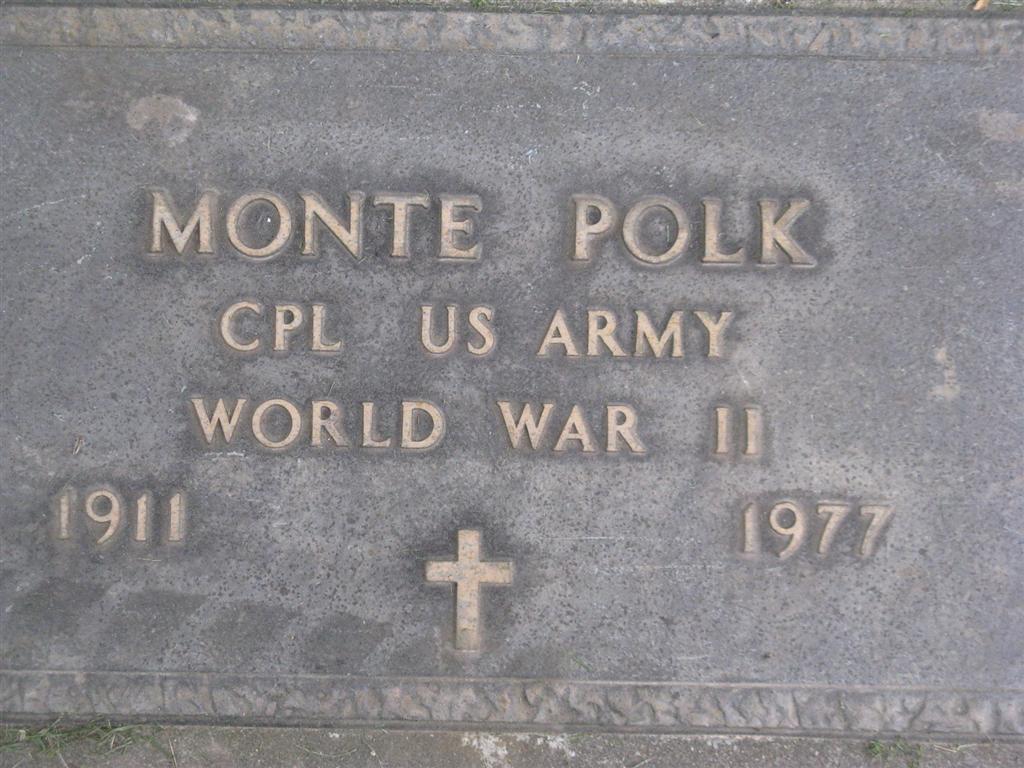 MONTE POLK
CPL US ARMY
WORLD WAR II
1911 1977